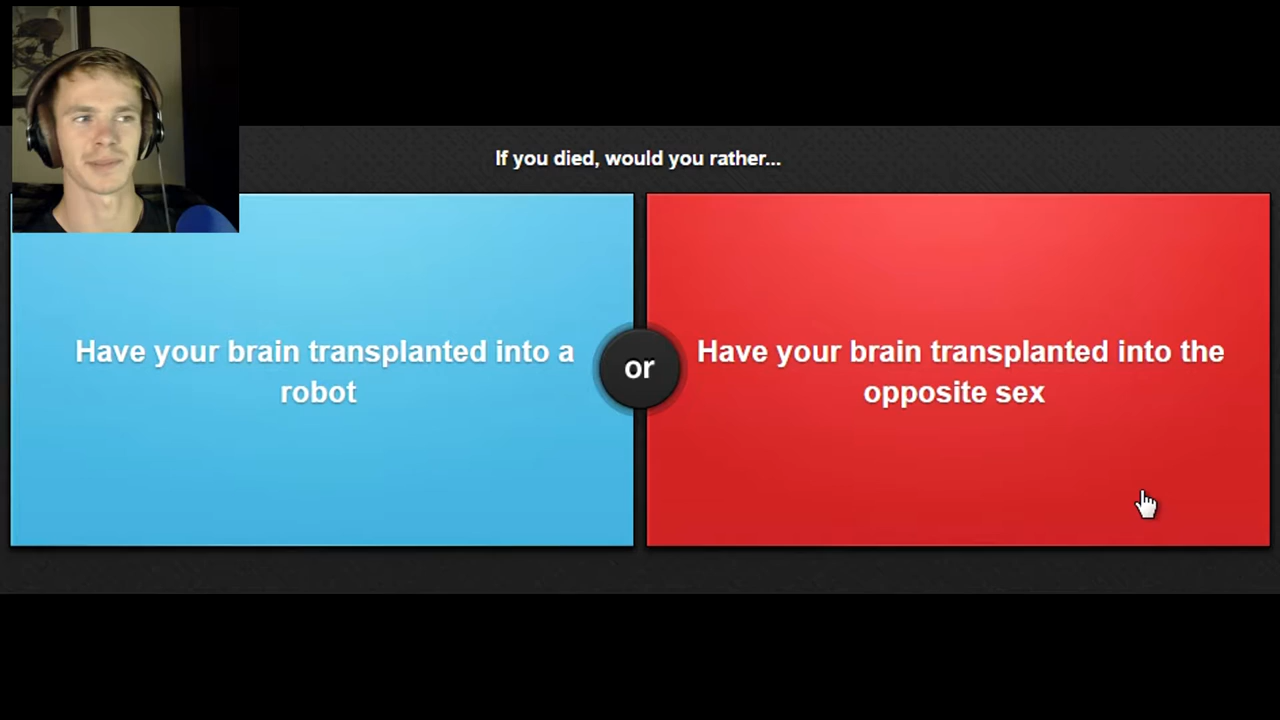 If you died, would you rather...
Have your brain transplanted into a
robot
or
Have your brain transplanted into the
opposite sex